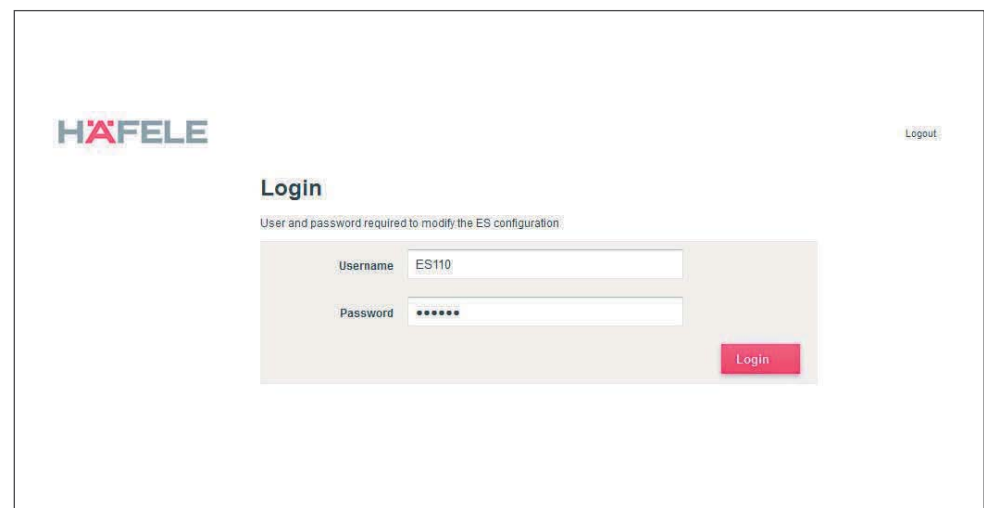 HÄFELE
Logout
Login
User and password required to modify the ES configuration
Username ES110
Password ••••••
Login